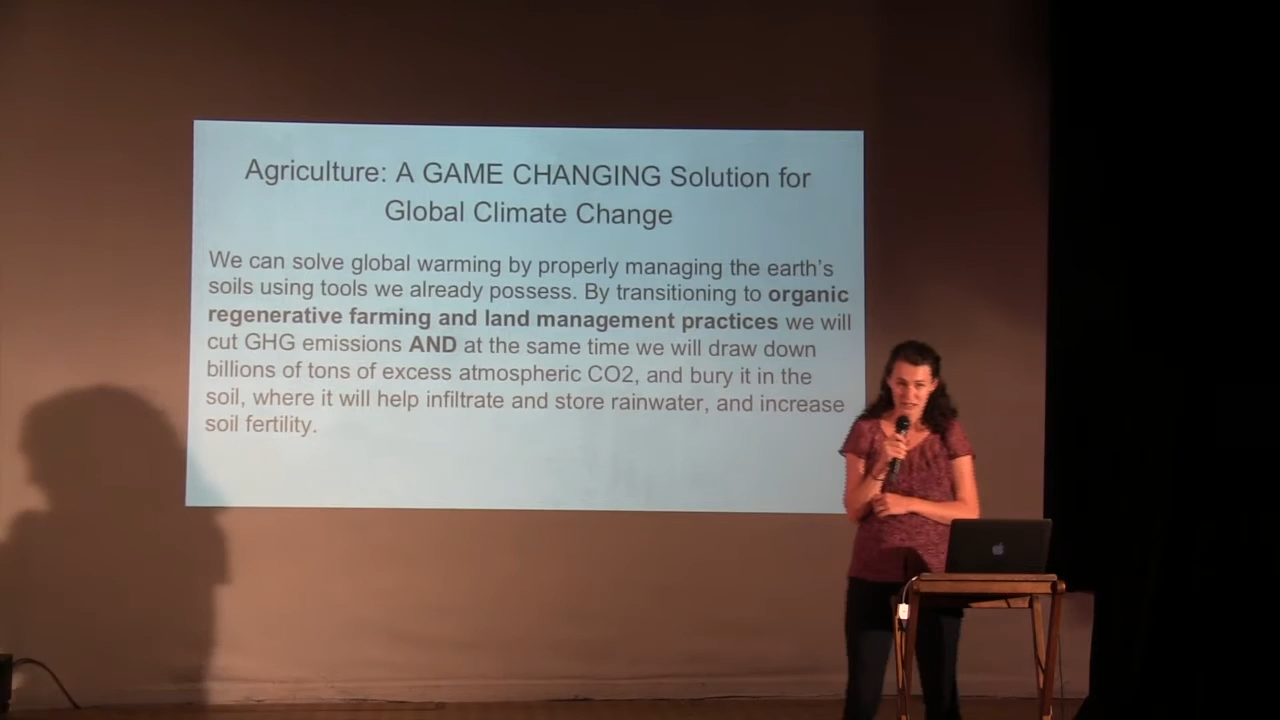 Agriculture: A GAME CHANGING Solution for
Global Climate Change
We can solve global warming by properly managing the earth's
soils using tools we already possess. By transitioning to organic
regenerative farming and land management practices we will
cut GHG emissions AND at the same time we will draw down
billions of tons of excess atmospheric CO2, and bury it in the
soil, where it will help infiltrate and store rainwater, and increase
soil fertility.